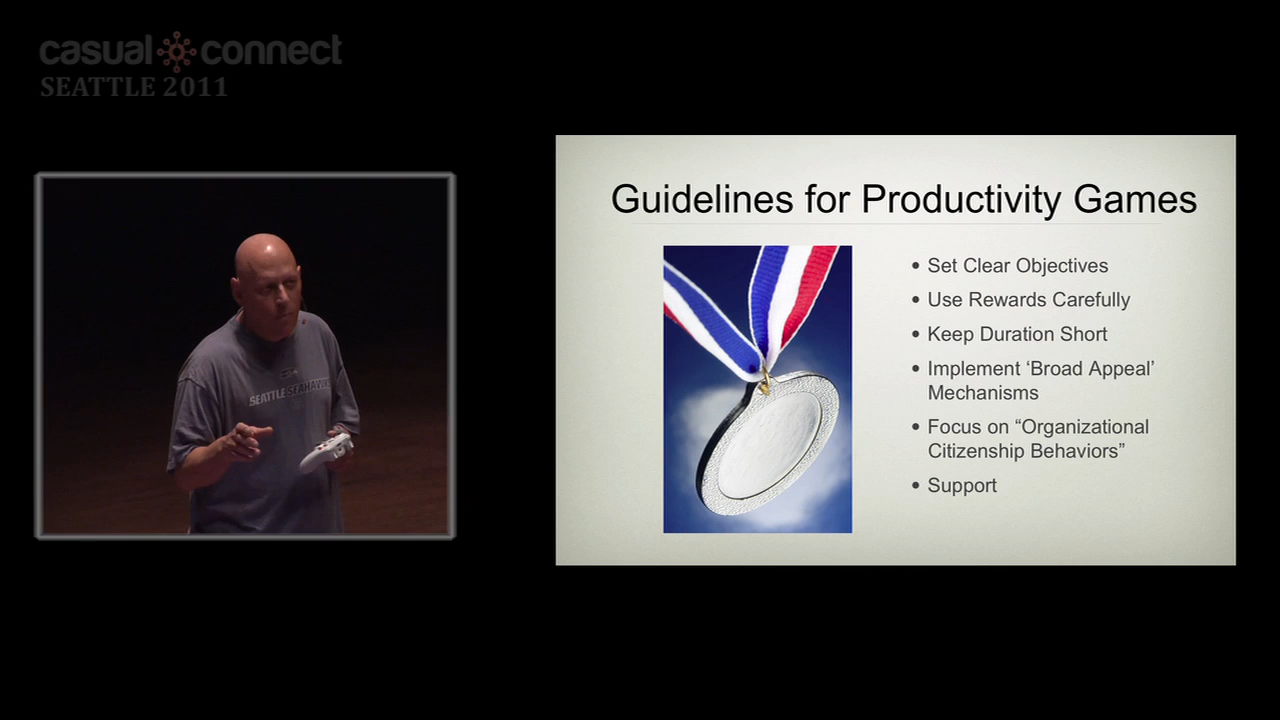 casual connect
SEATTLE 2011
SEATTLE SEAHAWKS
Guidelines for Productivity Games
• Set Clear Objectives
• Use Rewards Carefully
• Keep Duration Short
• Implement ‘Broad Appeal’
Mechanisms
• Focus on “Organizational
Citizenship Behaviors”
• Support